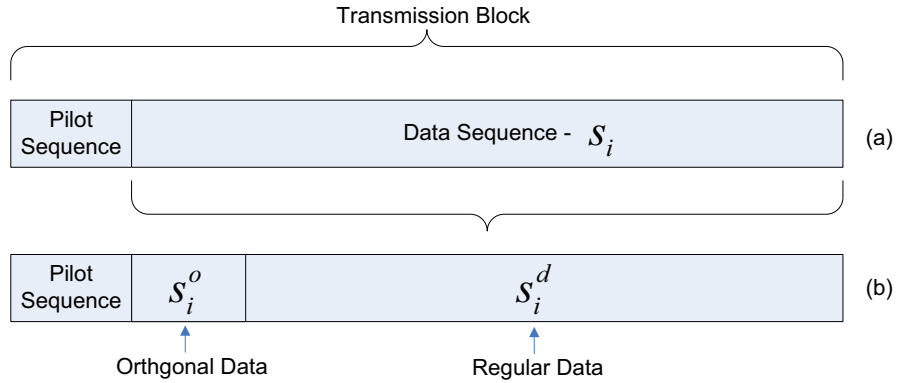 Transmission Block
Pilot
Sequence
Data Sequence - s_i
(a)
Pilot
Sequence
s_i^o
s_i^d
(b)
Orthgonal Data
Regular Data